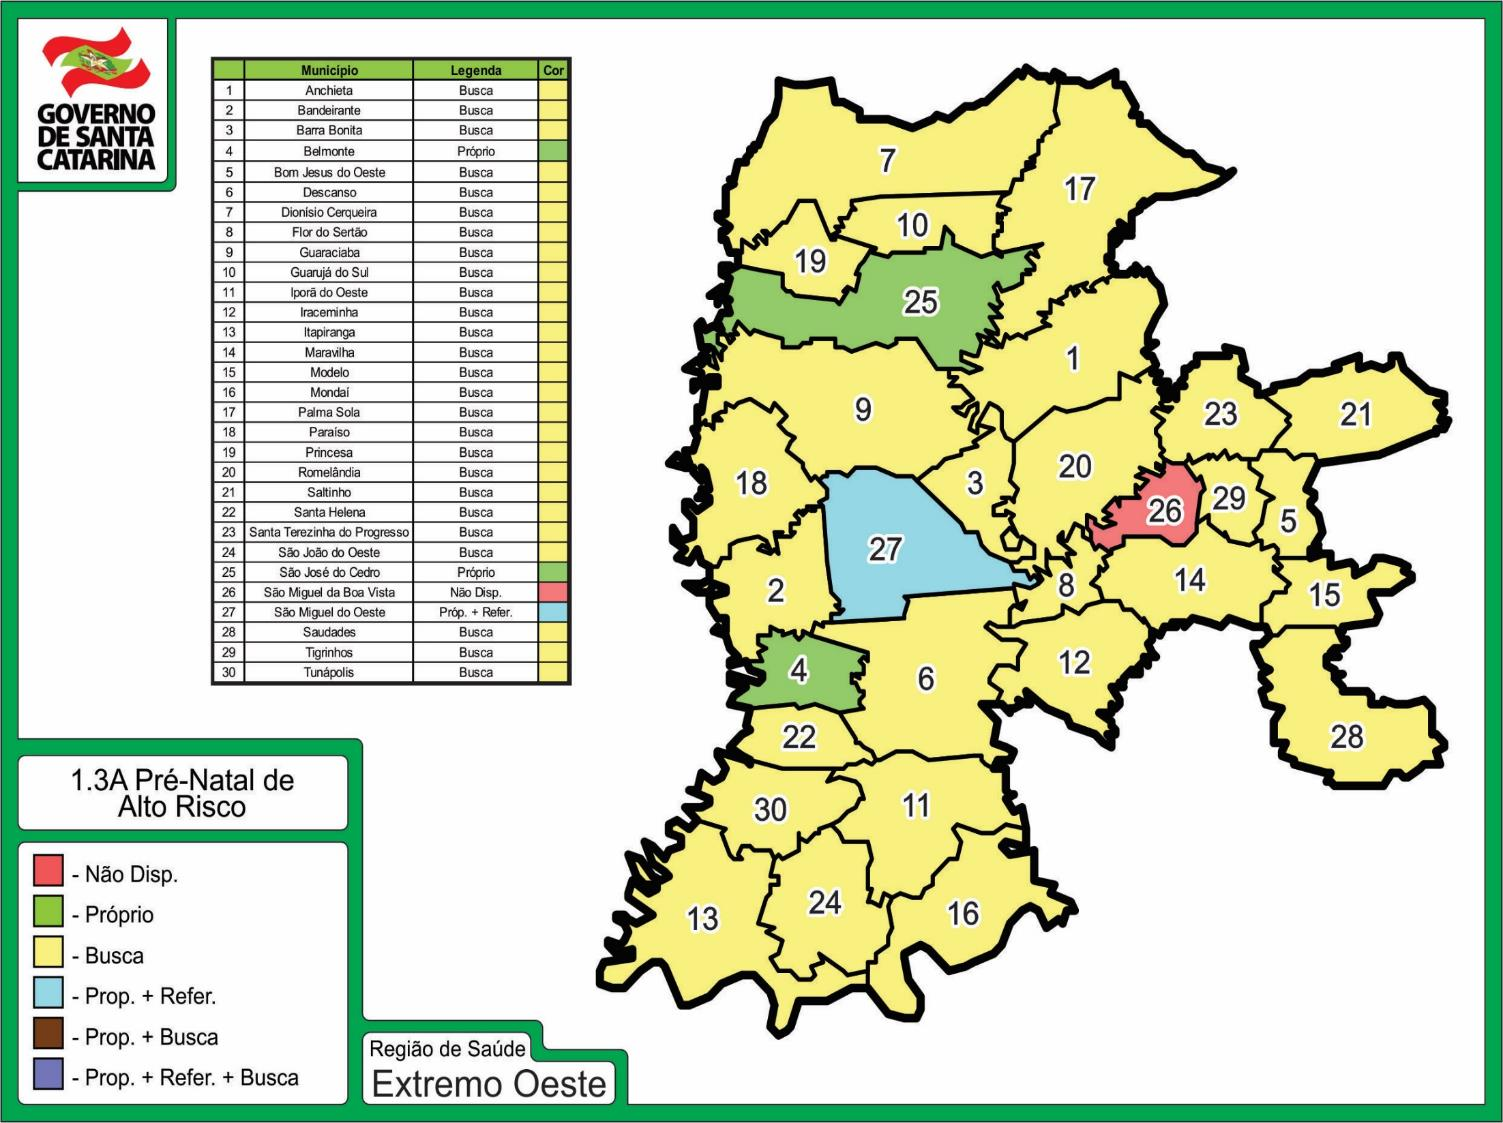 GOVERNO
DE SANTA
CATARINA
Município Legenda Cor
1 Anchieta Busca
2 Bandeirante Busca
3 Barra Bonita Busca
4 Belmonte Próprio
5 Bom Jesus do Oeste Busca
6 Descanso Busca
7 Dionísio Cerqueira Busca
8 Flor do Sertão Busca
9 Guaraciaba Busca
10 Guarujá do Sul Busca
11 Iporã do Oeste Busca
12 Iraceminha Busca
13 Itapiranga Busca
14 Maravilha Busca
15 Modelo Busca
16 Mondaí Busca
17 Palma Sola Busca
18 Paraíso Busca
19 Princesa Busca
20 Romelândia Busca
21 Saltinho Busca
22 Santa Helena Busca
23 Santa Terezinha do Progresso Busca
24 São João do Oeste Busca
25 São José do Cedro Próprio
26 São Miguel da Boa Vista Não Disp.
27 São Miguel do Oeste Próp. + Refer.
28 Saudades Busca
29 Tigrinhos Busca
30 Tunápolis Busca
7
17
10
19
25
1
9
23
21
20
18
3
29
26
5
27
14
8
2
15
12
4
6
22
28
11
30
24
16
13
1.3A Pré-Natal de
Alto Risco
- Não Disp.
- Próprio
- Busca
- Prop. + Refer.
- Prop. + Busca
- Prop. + Refer. + Busca
Região de Saúde
Extremo Oeste